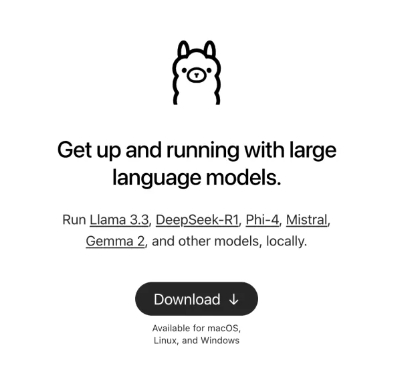 Get up and running with large
language models.
Run Llama 3.3, DeepSeek-R1, Phi-4, Mistral,
Gemma 2, and other models, locally.
Download ↓
Available for macOS,
Linux, and Windows